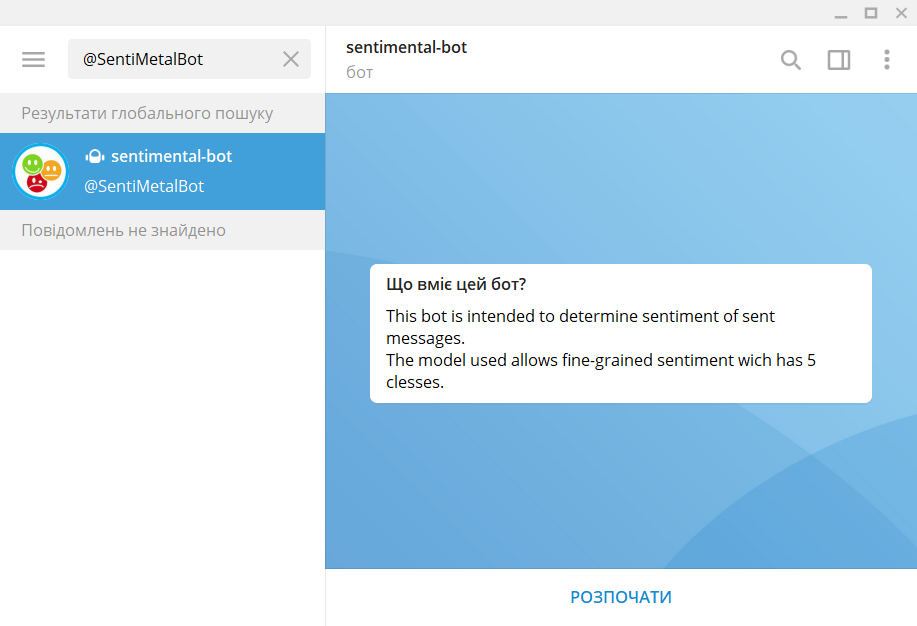 @SentiMetalBot
Результати глобального пошуку
sentimental-bot
@SentiMetalBot
Повідомлень не знайдено
sentimental-bot
бот
Що вміє цей бот?
This bot is intended to determine sentiment of sent
messages.
The model used allows fine-grained sentiment wich has 5
clesses.
РОЗПОЧАТИ